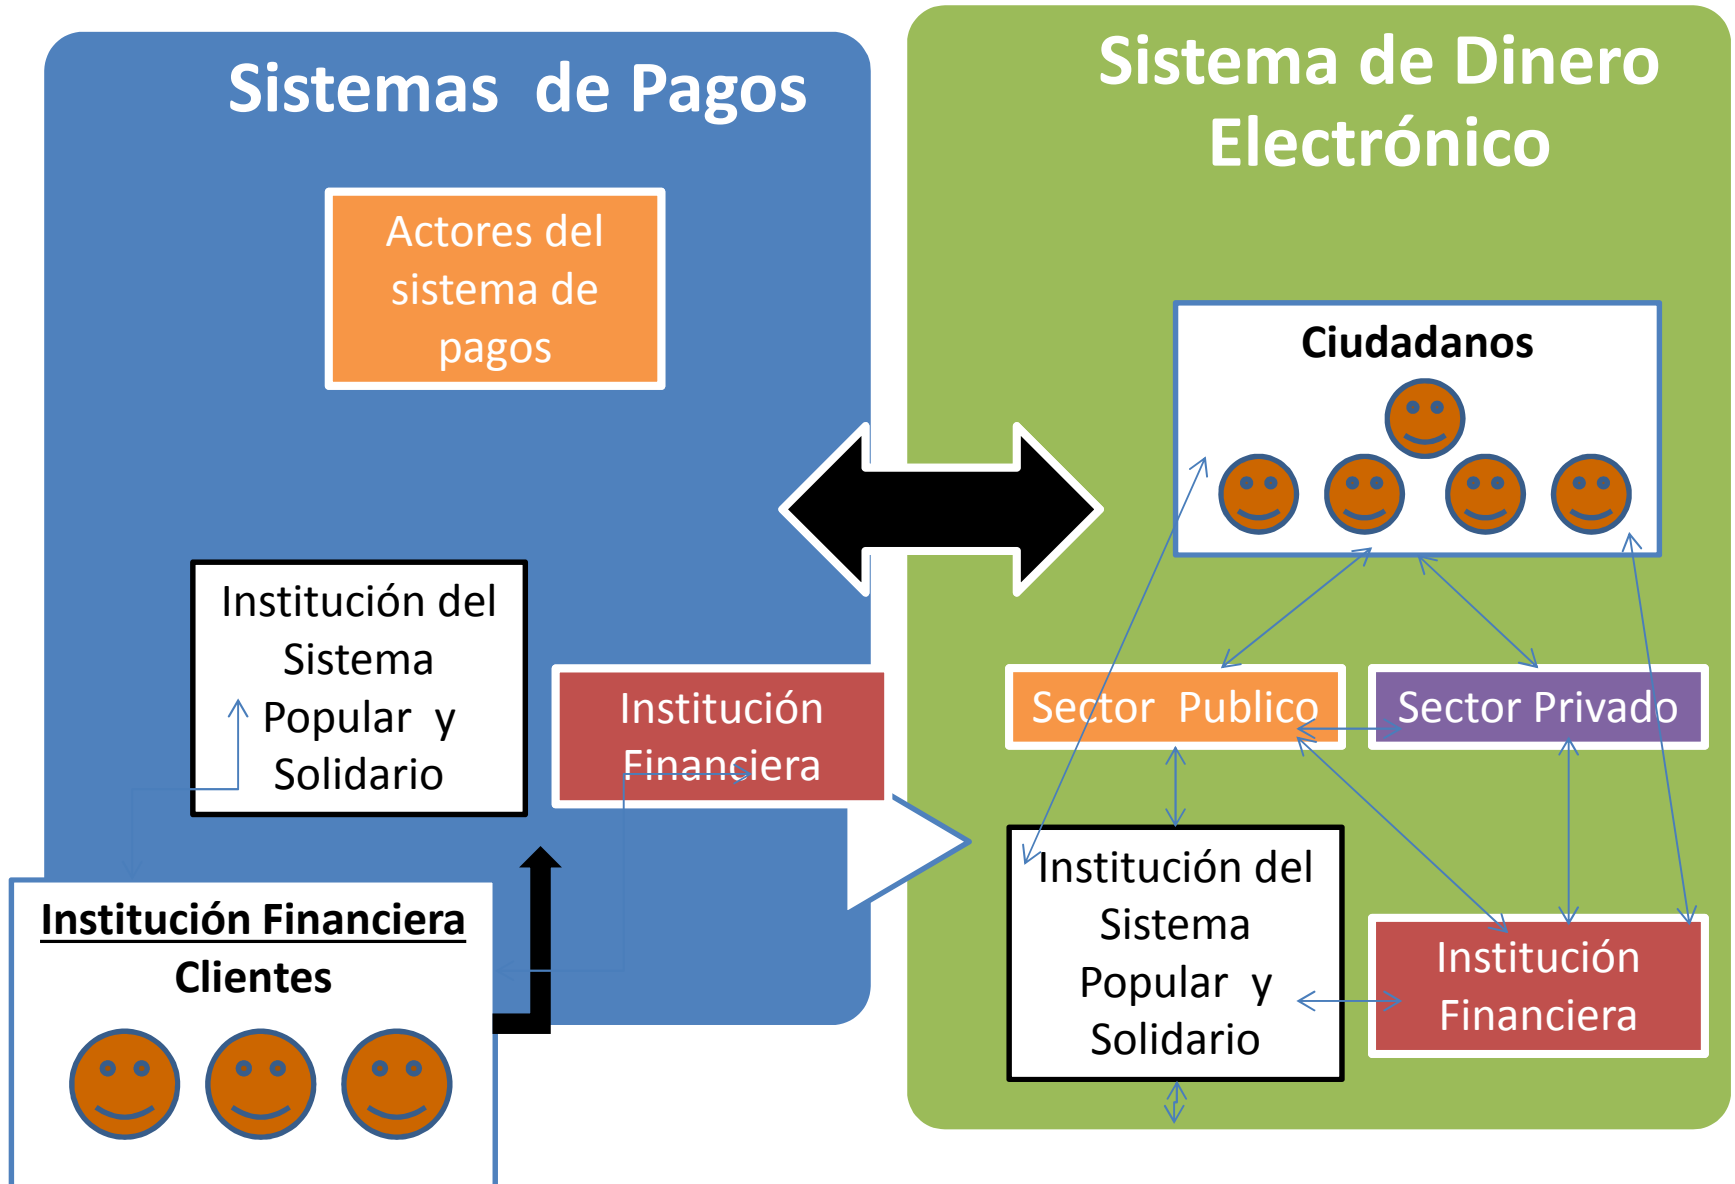 Sistemas de Pagos
Actores del
sistema de
pagos
Institución del
Sistema
Popular y
Solidario
Institución
Financiera
Institución Financiera
Clientes
Sistema de Dinero
Electrónico
Ciudadanos
Sector Publico
Sector Privado
Institución del
Sistema
Popular y
Solidario
Institución
Financiera